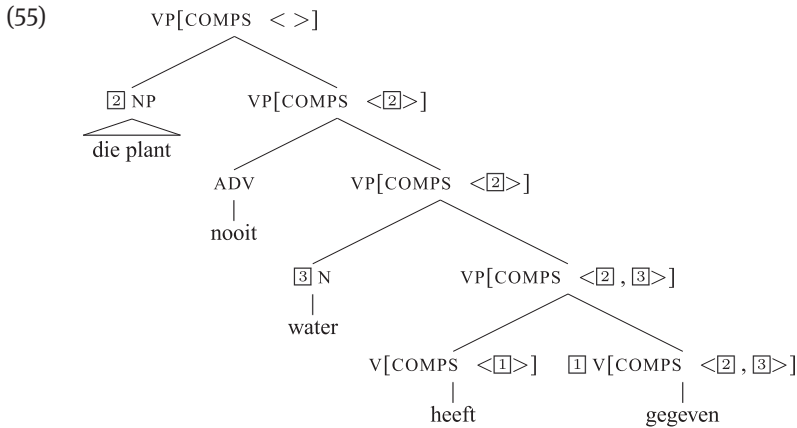 (55) VP[COMPS < >]
[2] NP VP[COMPS <[2]>]
die plant
ADV VP[COMPS <[2]>]
nooit
[3] N VP[COMPS <[2] , [3]>]
water
V[COMPS <[1]>] [1] V[COMPS <[2] , [3]>]
heeft gegeven